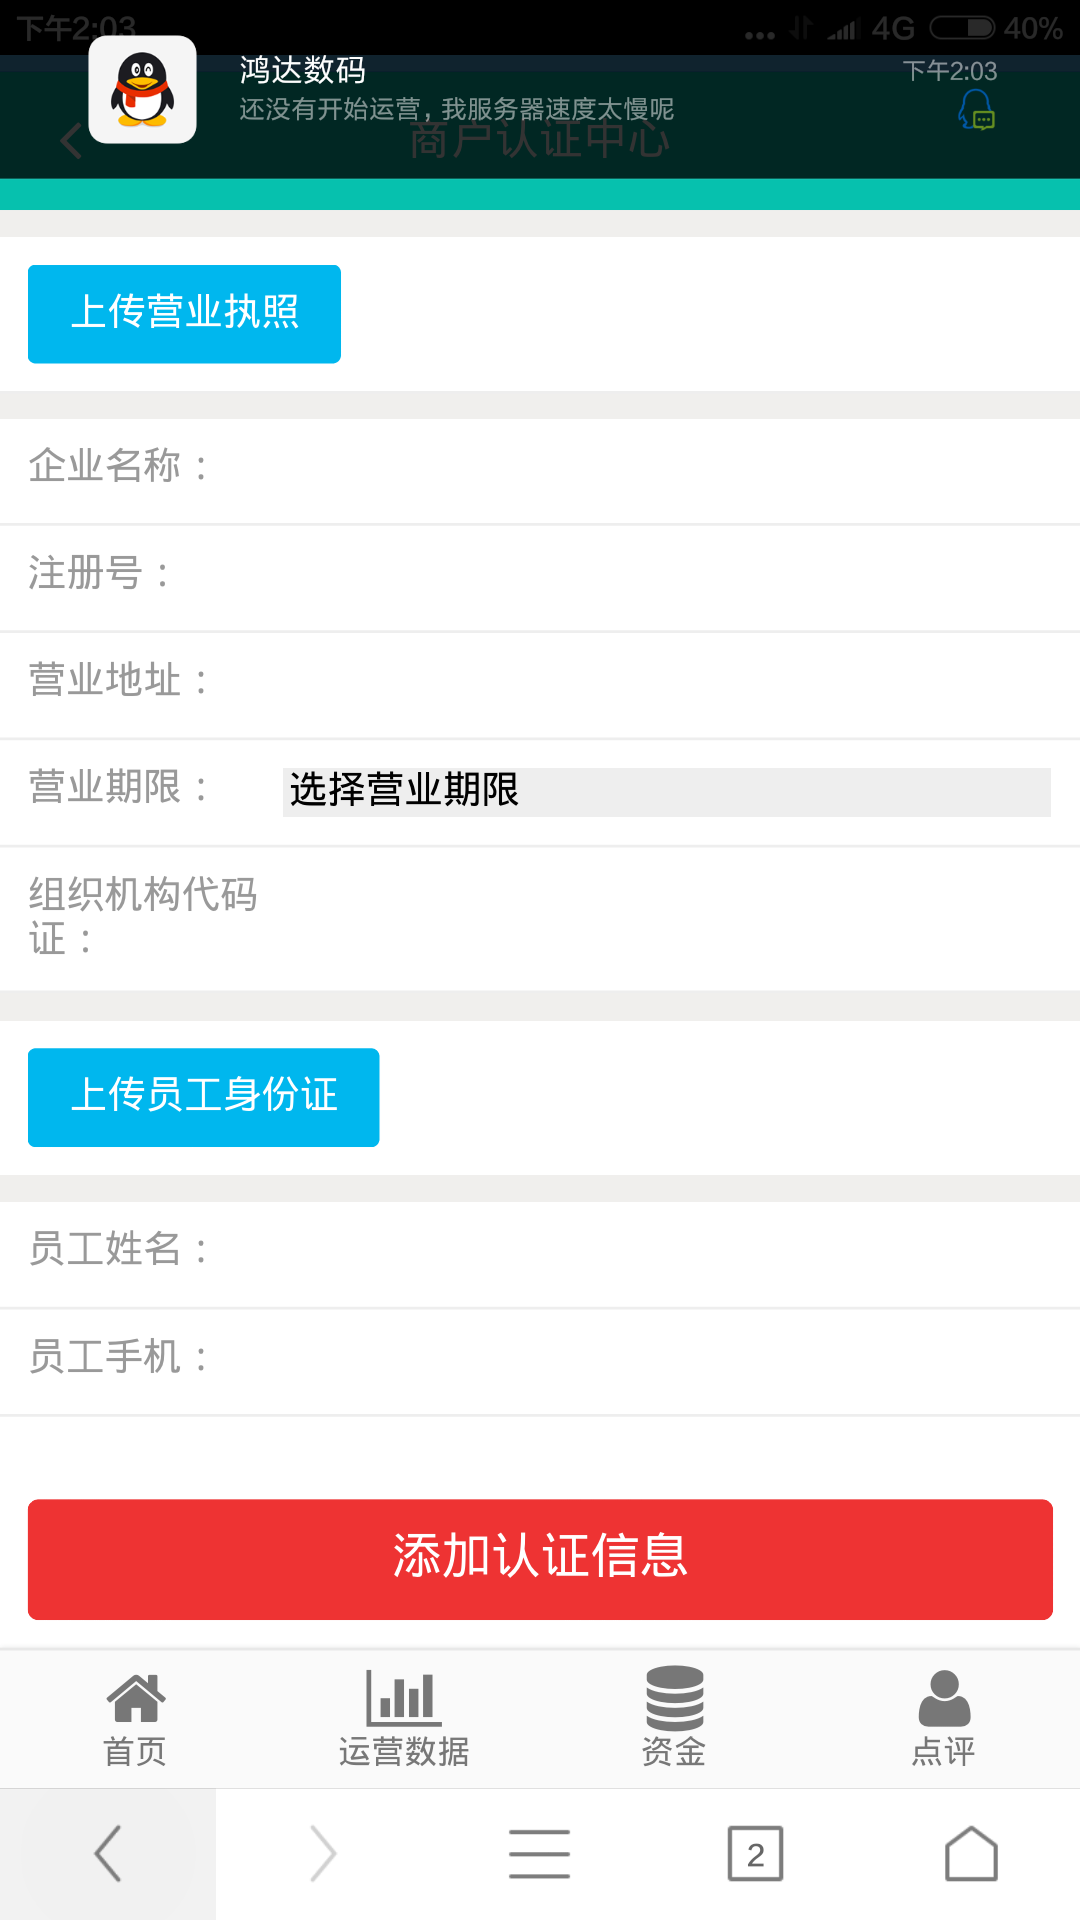 下午2:03
4G
40%
鸿达数码
下午2:03
还没有开始运营，我服务器速度太慢呢
商户认证中心
上传营业执照
企业名称：
注册号：
营业地址：
营业期限：
选择营业期限
组织机构代码
证：
上传员工身份证
员工姓名：
员工手机：
添加认证信息
首页
运营数据
资金
点评
2